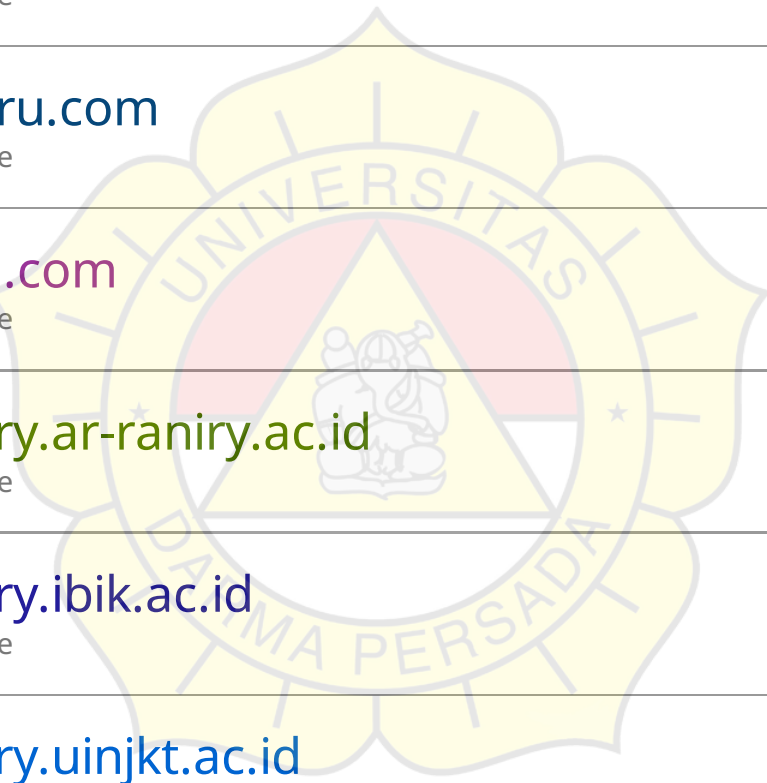 e
ru.com
e
.com
e
ry.ar-raniry.ac.id
e
ry.ibik.ac.id
e
ry.uinjkt.ac.id
UNIVERSITAS
DARMA PERSADA